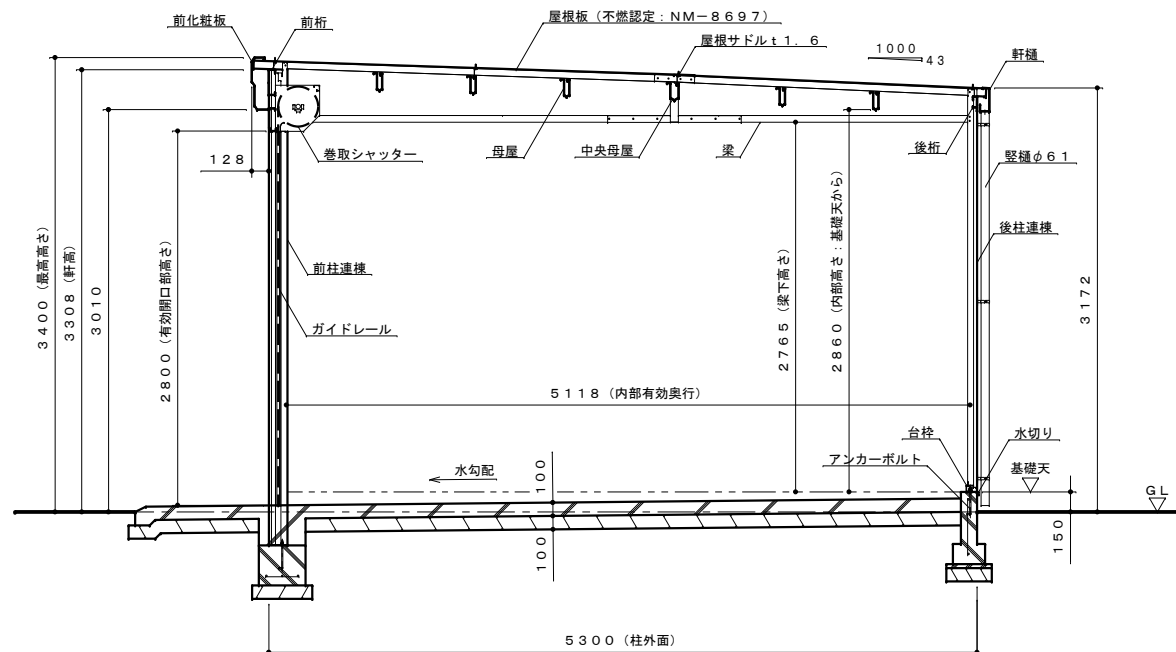 前化粧板
前桁
屋根板（不燃認定：ＮＭ－８６９７）
屋根サドルｔ１．６
１０００
４３
軒樋
１２８
巻取シャッター
母屋
中央母屋
梁
後桁
竪樋φ６１
後柱連棟
前柱連棟
ガイドレール
３４００（最高高さ）
３３０８（軒高）
３０１０
２８００（有効開口部高さ）
２７６５（梁下高さ）
２８６０（内部高さ：基礎天から）
３１７２
５１１８（内部有効奥行）
台枠
水切り
アンカーボルト
基礎天
水勾配
１００
１００
ＧＬ
１５０
５３００（柱外面）